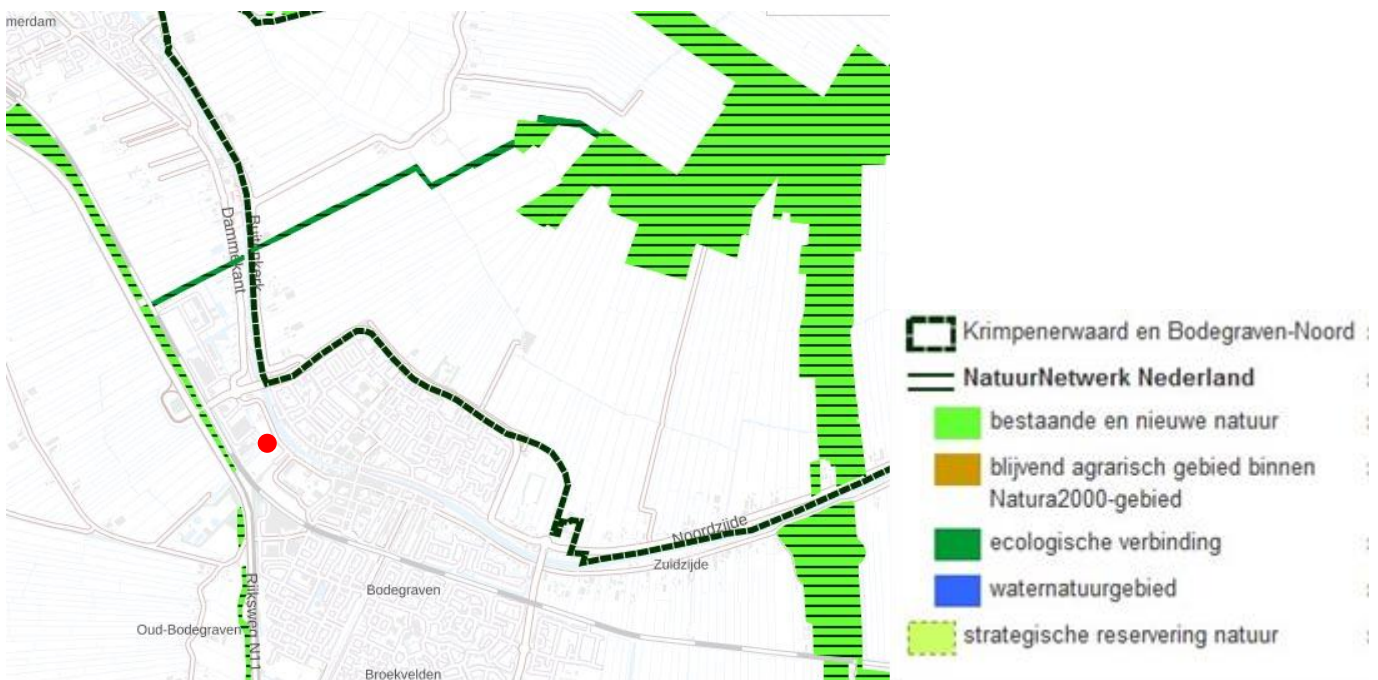 merdam
Dammekant
Buitenkerk
Noordzijde
Zuidzijde
Bodegraven
Oud-Bodegraven
Rijksweg N11
Broekvelden
Krimpenerwaard en Bodegraven-Noord
NatuurNetwerk Nederland
bestaande en nieuwe natuur
blijvend agrarisch gebied binnen
Natura2000-gebied
ecologische verbinding
waternatuurgebied
strategische reservering natuur